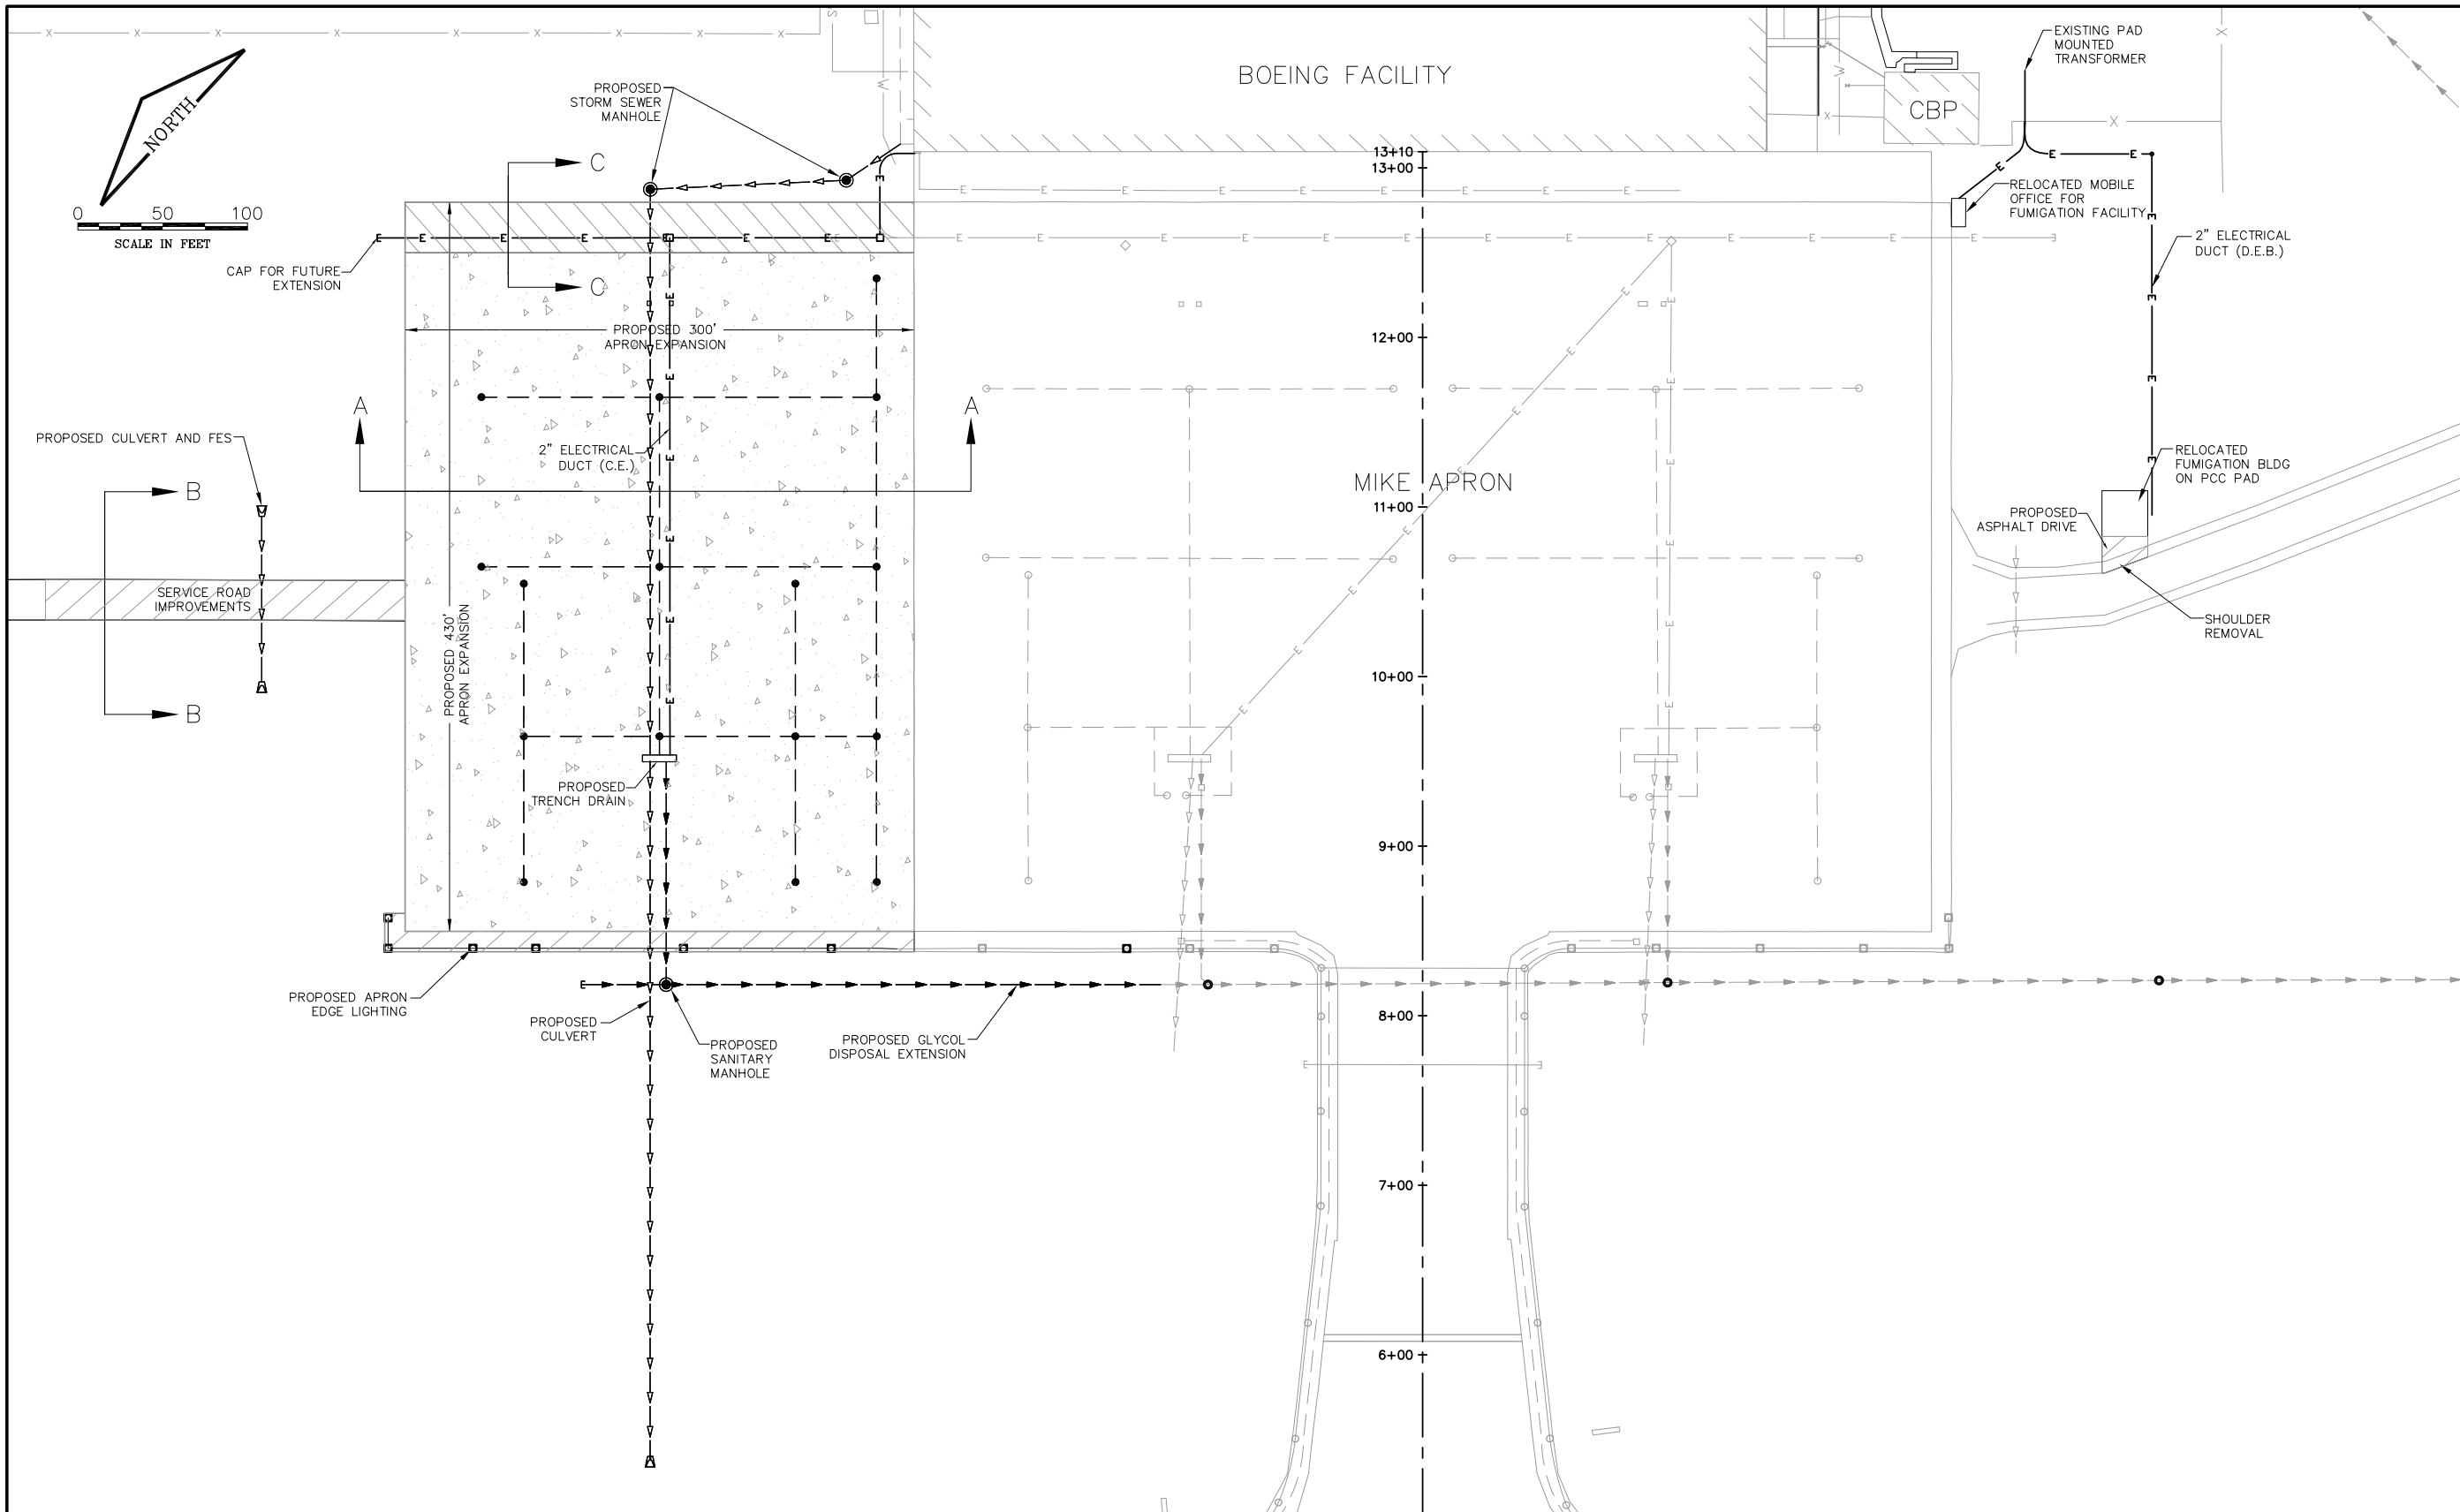 BOEING FACILITY
EXISTING PAD
MOUNTED
TRANSFORMER
CBP
NORTH
0 50 100
SCALE IN FEET
PROPOSED
STORM SEWER
MANHOLE
C
C
CAP FOR FUTURE
EXTENSION
13+10
13+00
RELOCATED MOBILE
OFFICE FOR
FUMIGATION FACILITY
2" ELECTRICAL
DUCT (D.E.B.)
PROPOSED 300'
APRON EXPANSION
12+00
A
A
PROPOSED CULVERT AND FES
2" ELECTRICAL
DUCT (C.E.)
MIKE APRON
B
B
11+00
RELOCATED
FUMIGATION BLDG
ON PCC PAD
PROPOSED
ASPHALT DRIVE
SERVICE ROAD
IMPROVEMENTS
PROPOSED 430'
APRON EXPANSION
SHOULDER
REMOVAL
10+00
PROPOSED
TRENCH DRAIN
9+00
PROPOSED APRON
EDGE LIGHTING
PROPOSED
CULVERT
PROPOSED
SANITARY
MANHOLE
PROPOSED GLYCOL
DISPOSAL EXTENSION
8+00
7+00
6+00